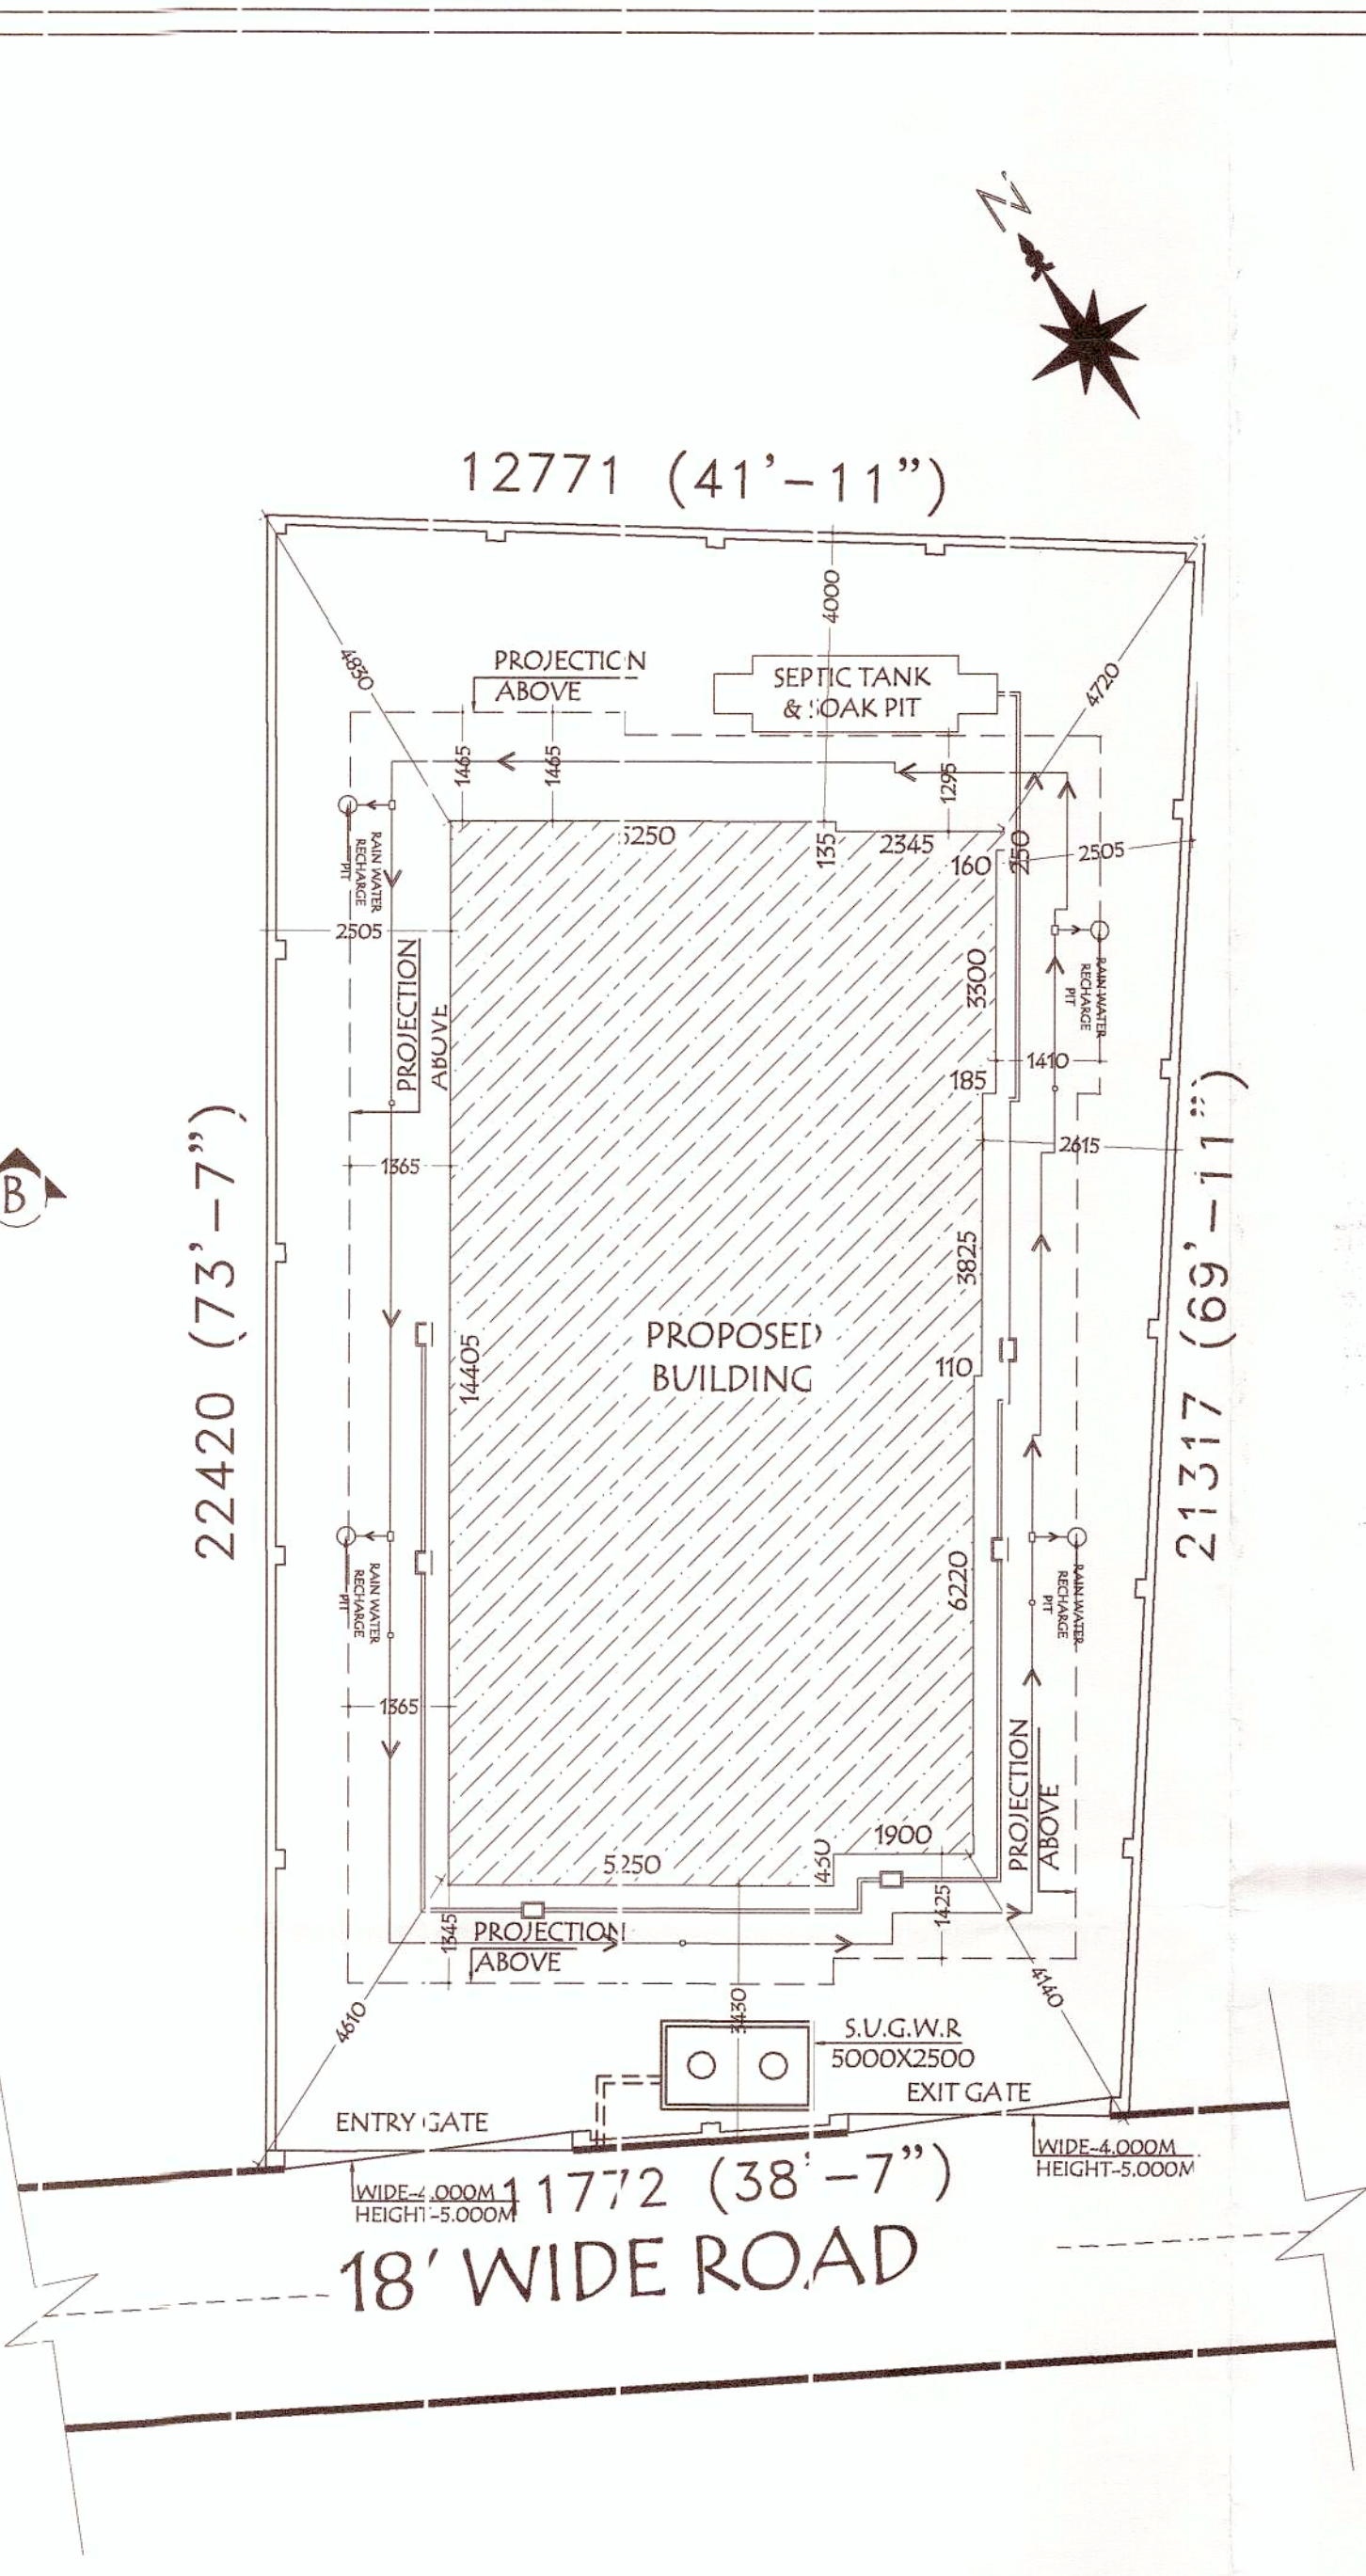 N
12771 (41'-11")
4000
4830
PROJECTION
ABOVE
SEPTIC TANK
& SOAK PIT
4720
1465
1465
1295
RAIN WATER
RECHARGE
PIT
5250
135
2345
160
250
2505
2505
PROJECTION
ABOVE
3300
RAIN WATER
RECHARGE
PIT
1410
185
22420 (73'-7")
21317 (69'-11")
B
1365
2615
3825
14405
PROPOSED
BUILDING
110
RAIN WATER
RECHARGE
PIT
6220
RAIN WATER
RECHARGE
PIT
1365
PROJECTION
ABOVE
1900
5250
430
1345
PROJECTION
ABOVE
1425
4610
3430
4140
S.U.G.W.R
5000X2500
ENTRY GATE
EXIT GATE
WIDE-4.000M
HEIGHT-5.000M
11772 (38'-7")
WIDE-4.000M
HEIGHT-5.000M
18' WIDE ROAD